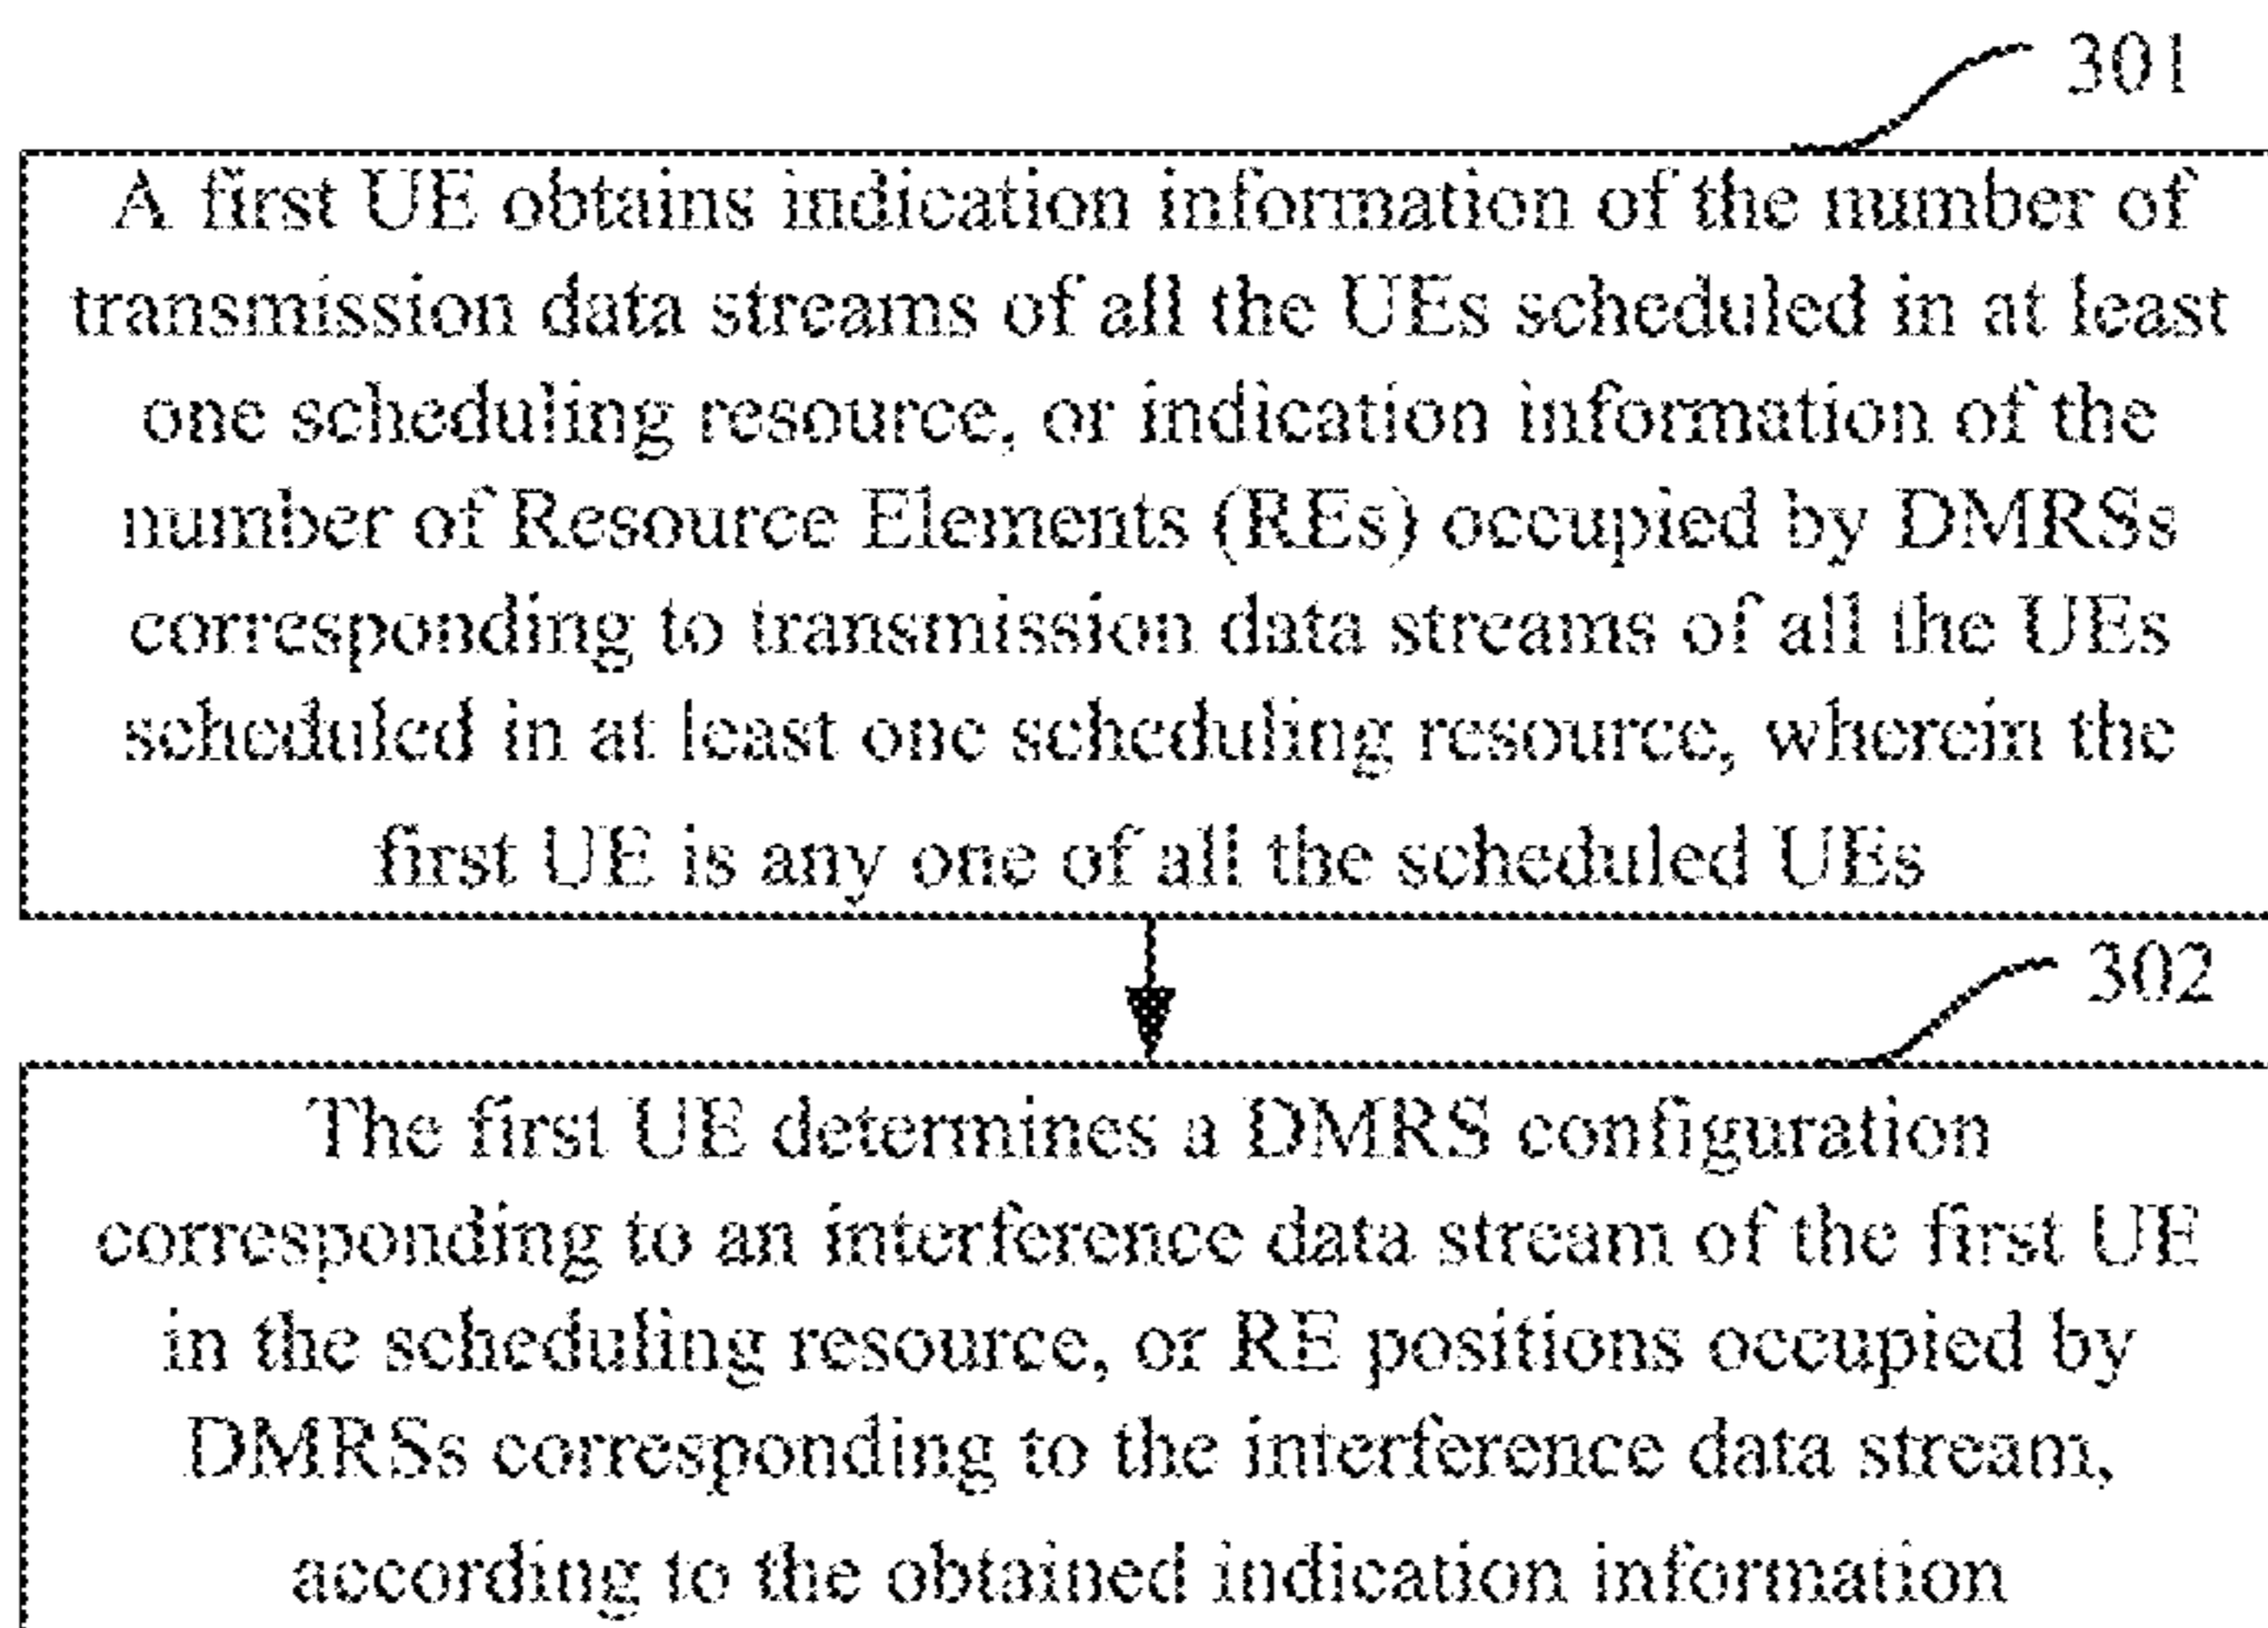 301
A first UE obtains indication information of the number of
transmission data streams of all the UEs scheduled in at least
one scheduling resource, or indication information of the
number of Resource Elements (REs) occupied by DMRSs
corresponding to transmission data streams of all the UEs
scheduled in at least one scheduling resource, wherein the
first UE is any one of all the scheduled UEs
302
The first UE determines a DMRS configuration
corresponding to an interference data stream of the first UE
in the scheduling resource, or RE positions occupied by
DMRSs corresponding to the interference data stream,
according to the obtained indication information